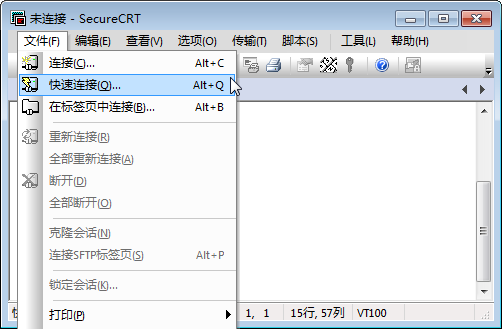 未连接 - SecureCRT
文件(F) 编辑(E) 查看(V) 选项(O) 传输(T) 脚本(S) 工具(L) 帮助(H)
连接(C)... Alt+C
快速连接(Q)... Alt+Q
在标签页中连接(B)... Alt+B
重新连接(R)
全部重新连接(A)
断开(D)
全部断开(O)
克隆会话(N)
连接SFTP标签页(S) Alt+P
锁定会话(K)...
打印(P)
1, 1 15行, 57列 VT100